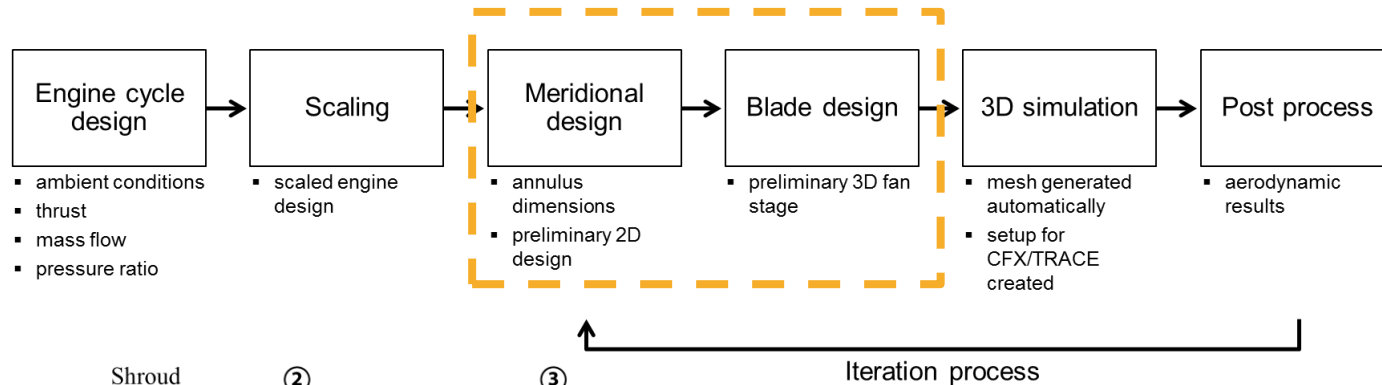 Engine cycle
design
Scaling
Meridional
design
Blade design
3D simulation
Post process
▪ ambient conditions
▪ thrust
▪ mass flow
▪ pressure ratio
▪ scaled engine
design
▪ annulus
dimensions
▪ preliminary 2D
design
▪ preliminary 3D fan
stage
▪ mesh generated
automatically
▪ setup for
CFX/TRACE
created
▪ aerodynamic
results
Iteration process
Shroud
②
③